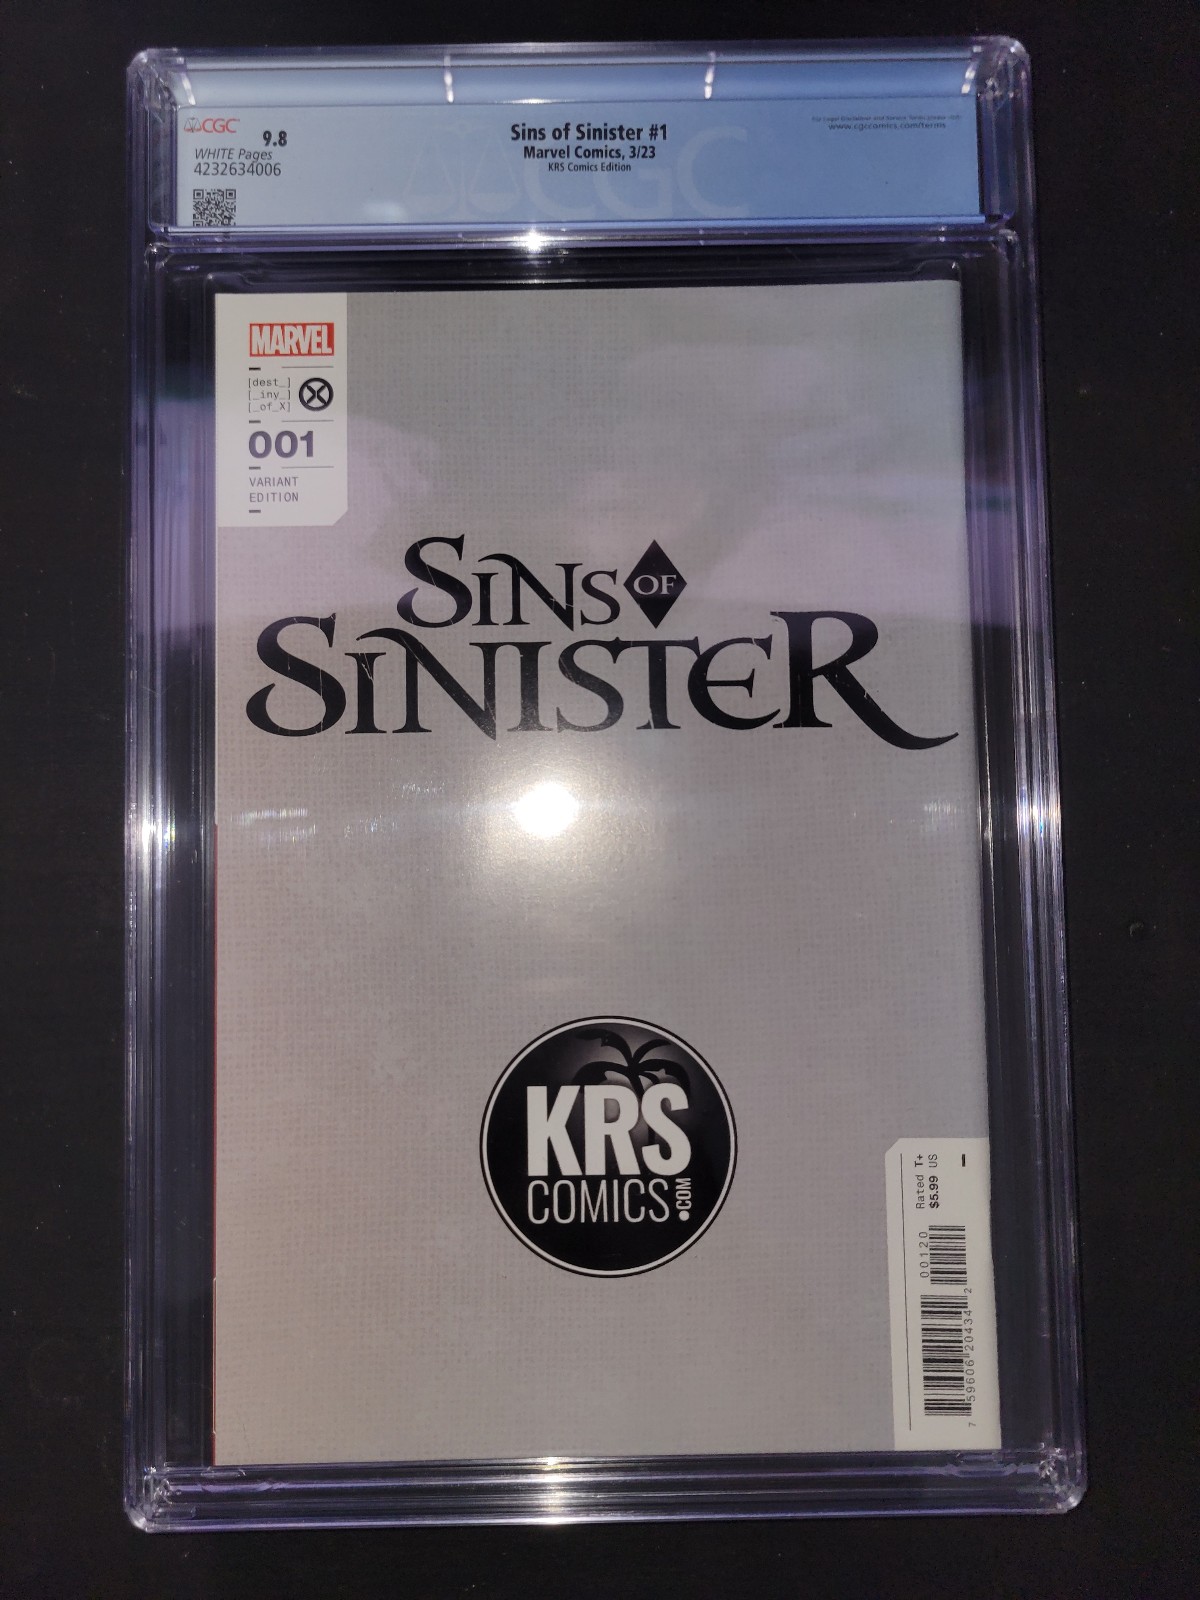 CGC
9.8
WHITE Pages
4232634006
Sins of Sinister #1
Marvel Comics, 3/23
KRS Comics Edition
www.cgccomics.com/terms
CGC
MARVEL
[dest_]
[_iny_]
[_of_X]
001
VARIANT
EDITION
SINS OF
SINISTER
KRS
COMICS
.COM
Rated T+
$5.99 US
00120
7 59606 20434 2